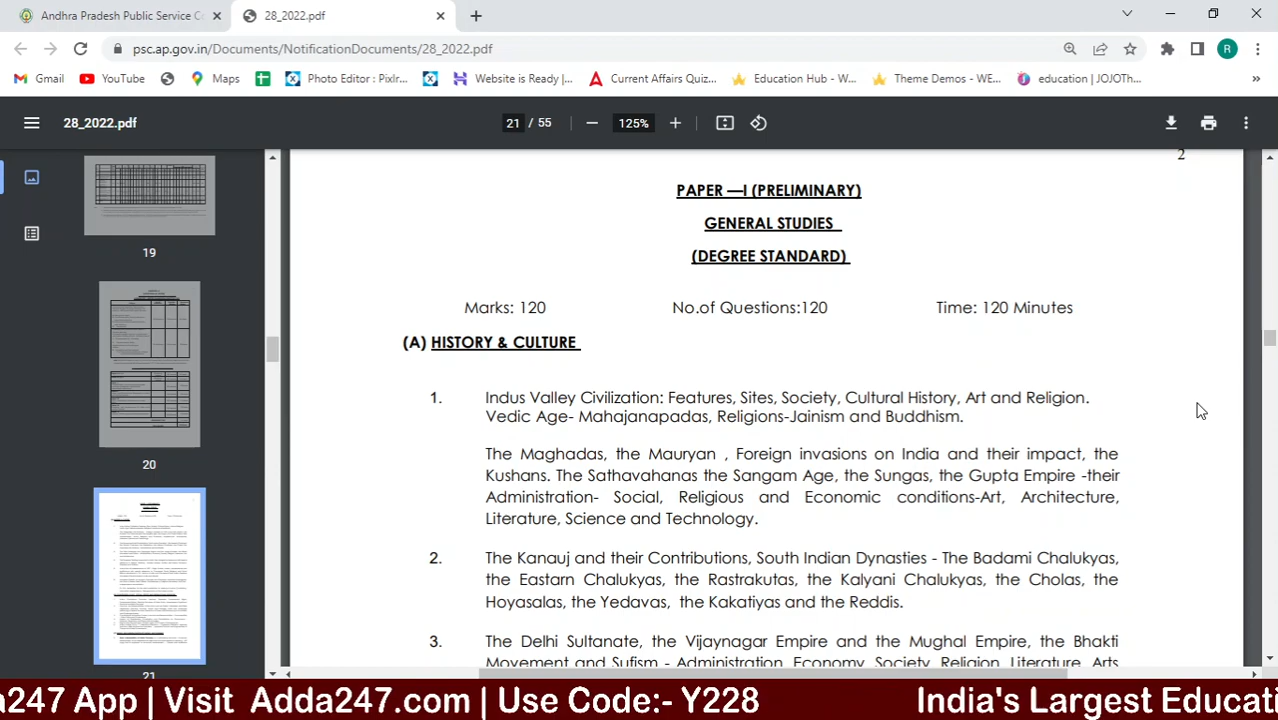 Andhra Pradesh Public Service Co
28_2022.pdf
psc.ap.gov.in/Documents/NotificationDocuments/28_2022.pdf
R
Gmail
YouTube
Maps
Photo Editor : Pixlr...
Website is Ready |...
Current Affairs Quiz...
Education Hub - W...
Theme Demos - WE...
education | JOJOTh...
28_2022.pdf
21 / 55
125%
2
PAPER —I (PRELIMINARY)
GENERAL STUDIES
(DEGREE STANDARD)
Marks: 120 No.of Questions:120 Time: 120 Minutes
(A) HISTORY & CULTURE
1. Indus Valley Civilization: Features, Sites, Society, Cultural History, Art and Religion.
Vedic Age- Mahajanapadas, Religions-Jainism and Buddhism.
The Maghadas, the Mauryan , Foreign invasions on India and their impact, the
Kushans. The Sathavahanas the Sangam Age, the Sungas, the Gupta Empire -their
Administration- Social, Religious and Economic conditions-Art, Architecture,
Literature, Science and Technology.
2. The Kanauj and their Contributions, South Indian Dynasties - The Badami Chalukyas,
the Eastern Chalukyas, the Rastrakutas, the Kalyani Chalukyas, the Cholas, the
Hoyasalas, the Yedavas, the Kakatiyas and the Reddis.
3. The Delhi Sultanate, the Vijaynagar Empire and the Mughal Empire, the Bhakti
Movement and Sufism - Administration, Economy, Society, Religion, Literature, Arts
19
20
21
a247 App | Visit Adda247.com | Use Code:- Y228 India's Largest Educati